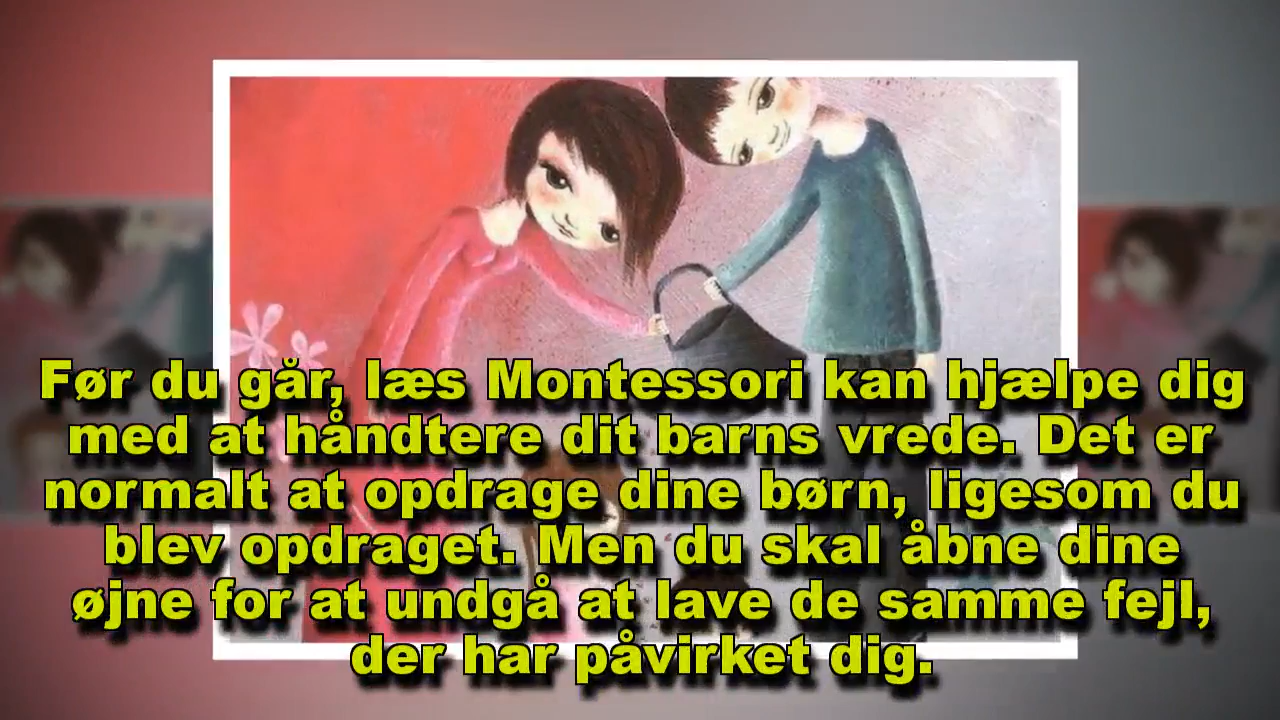 Før du går, læs Montessori kan hjælpe dig
med at håndtere dit barns vrede. Det er
normalt at opdrage dine børn, ligesom du
blev opdraget. Men du skal åbne dine
øjne for at undgå at lave de samme fejl,
der har påvirket dig.